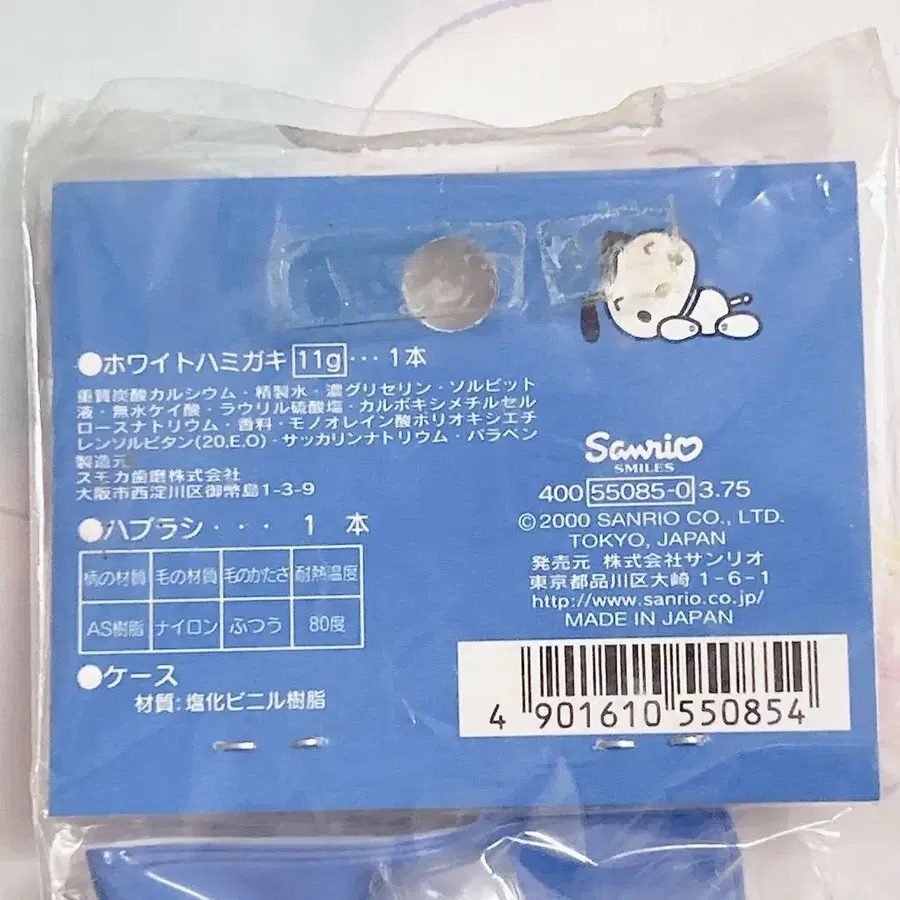 ●ホワイトハミガキ 11g・・・1本
重質炭酸カルシウム・精製水・濃グリセリン・ソルビット
液・無水ケイ酸・ラウリル硫酸塩・カルボキシメチルセル
ロースナトリウム・香料・モノオレイン酸ポリオキシエチ
レンソルビタン(20,E,O)・サッカリンナトリウム・パラベン
製造元
スモカ歯磨株式会社
大阪市西淀川区御幣島1-3-9
●ハブラシ・・・ 1 本
柄の材質 毛の材質 毛のかたさ 耐熱温度
AS樹脂 ナイロン ふつう 80度
●ケース
材質:塩化ビニル樹脂
Sanrio
SMILES
400 55085-0 3.75
©2000 SANRIO CO., LTD.
TOKYO, JAPAN
発売元 株式会社サンリオ
東京都品川区大崎 1-6-1
http://www.sanrio.co.jp/
MADE IN JAPAN
4 901610 550854